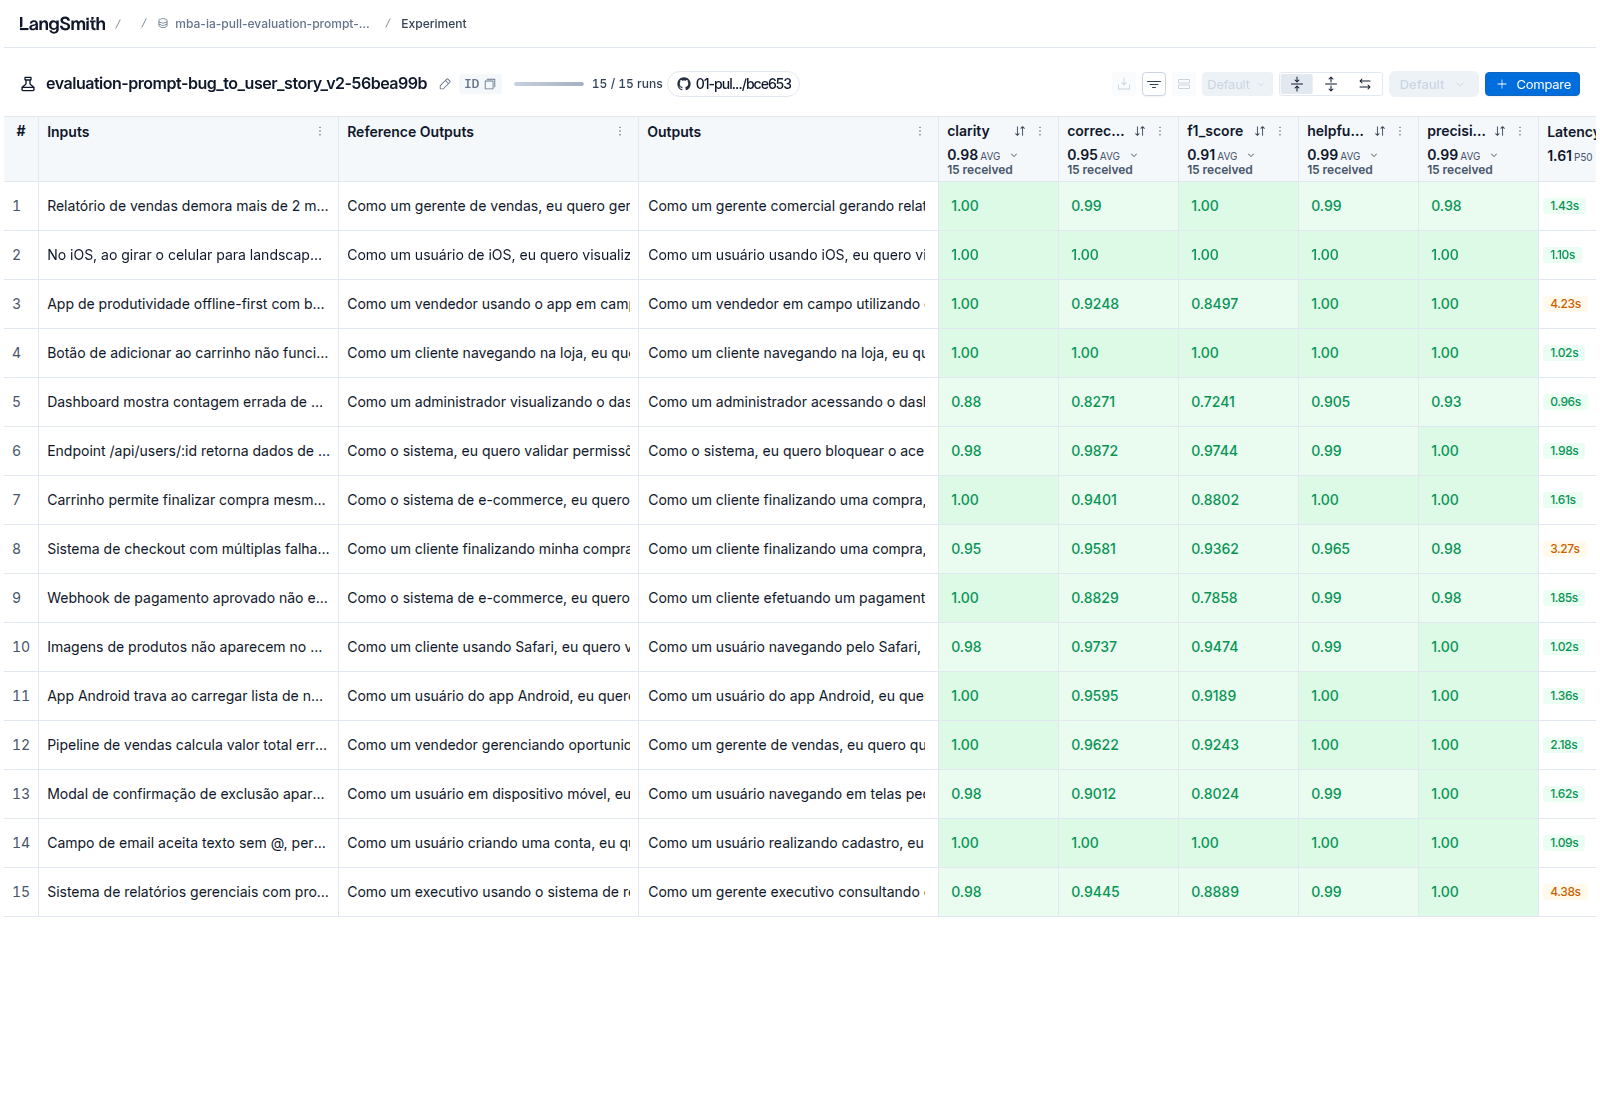 LangSmith / / mba-ia-pull-evaluation-prompt-... / Experiment
evaluation-prompt-bug_to_user_story_v2-56bea99b ID 15 / 15 runs 01-pul.../bce653 Default Default + Compare
# Inputs Reference Outputs Outputs clarity correc... f1_score helpfu... precisi... Latency
0.98 AVG 0.95 AVG 0.91 AVG 0.99 AVG 0.99 AVG 1.61 P50
15 received 15 received 15 received 15 received 15 received
1 Relatório de vendas demora mais de 2 m... Como um gerente de vendas, eu quero ger Como um gerente comercial gerando relat 1.00 0.99 1.00 0.99 0.98 1.43s
2 No iOS, ao girar o celular para landscap... Como um usuário de iOS, eu quero visualiz Como um usuário usando iOS, eu quero vi 1.00 1.00 1.00 1.00 1.00 1.10s
3 App de produtividade offline-first com b... Como um vendedor usando o app em cam Como um vendedor em campo utilizando 1.00 0.9248 0.8497 1.00 1.00 4.23s
4 Botão de adicionar ao carrinho não funci... Como um cliente navegando na loja, eu qu Como um cliente navegando na loja, eu qu 1.00 1.00 1.00 1.00 1.00 1.02s
5 Dashboard mostra contagem errada de ... Como um administrador visualizando o das Como um administrador acessando o dash 0.88 0.8271 0.7241 0.905 0.93 0.96s
6 Endpoint /api/users/:id retorna dados de ... Como o sistema, eu quero validar permissõ Como o sistema, eu quero bloquear o ace 0.98 0.9872 0.9744 0.99 1.00 1.98s
7 Carrinho permite finalizar compra mesm... Como o sistema de e-commerce, eu quero Como um cliente finalizando uma compra, 1.00 0.9401 0.8802 1.00 1.00 1.61s
8 Sistema de checkout com múltiplas falha... Como um cliente finalizando minha compra Como um cliente finalizando uma compra, 0.95 0.9581 0.9362 0.965 0.98 3.27s
9 Webhook de pagamento aprovado não e... Como o sistema de e-commerce, eu quero Como um cliente efetuando um pagament 1.00 0.8829 0.7858 0.99 0.98 1.85s
10 Imagens de produtos não aparecem no ... Como um cliente usando Safari, eu quero v Como um usuário navegando pelo Safari, 0.98 0.9737 0.9474 0.99 1.00 1.02s
11 App Android trava ao carregar lista de n... Como um usuário do app Android, eu quer Como um usuário do app Android, eu que 1.00 0.9595 0.9189 1.00 1.00 1.36s
12 Pipeline de vendas calcula valor total err... Como um vendedor gerenciando oportunic Como um gerente de vendas, eu quero qu 1.00 0.9622 0.9243 1.00 1.00 2.18s
13 Modal de confirmação de exclusão apar... Como um usuário em dispositivo móvel, eu Como um usuário navegando em telas pe 0.98 0.9012 0.8024 0.99 1.00 1.62s
14 Campo de email aceita texto sem @, per... Como um usuário criando uma conta, eu q Como um usuário realizando cadastro, eu 1.00 1.00 1.00 1.00 1.00 1.09s
15 Sistema de relatórios gerenciais com pro... Como um executivo usando o sistema de r Como um gerente executivo consultando 0.98 0.9445 0.8889 0.99 1.00 4.38s